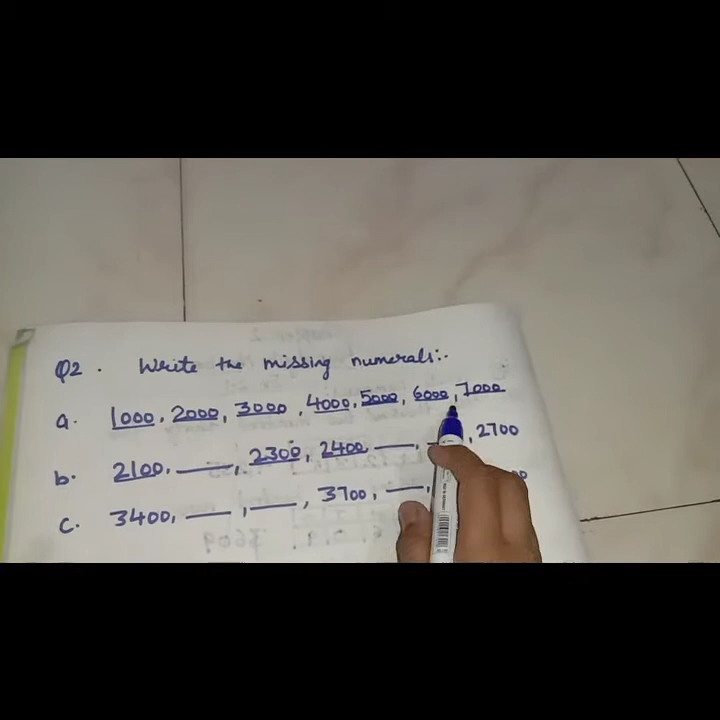 Q2. Write the missing numerals:-
a. 1000, 2000, 3000, 4000, 5000, 6000, 7000
b. 2100, ____, 2300, 2400 ____, ____, 2700
c. 3400, ____, ____, 3700, ____,